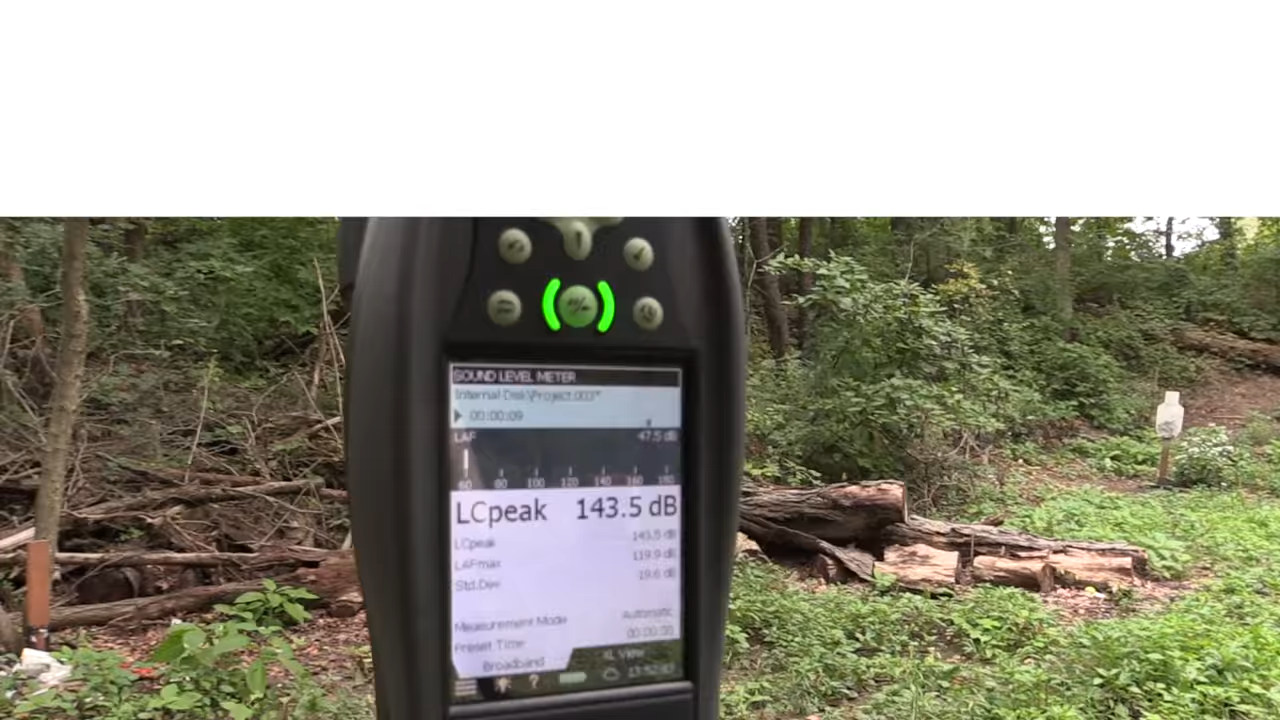 SOUND LEVEL METER
Internal Disk\Project.003*
00:00:09
LAF 47.5 dB
60 80 100 120 140 160 180
LCpeak 143.5 dB
LCpeak 143.5 dB
LAFmax 119.9 dB
Std.Dev 19.6 dB
Measurement Mode Automatic
Preset Time 00:00:00
Broadband XL View
?